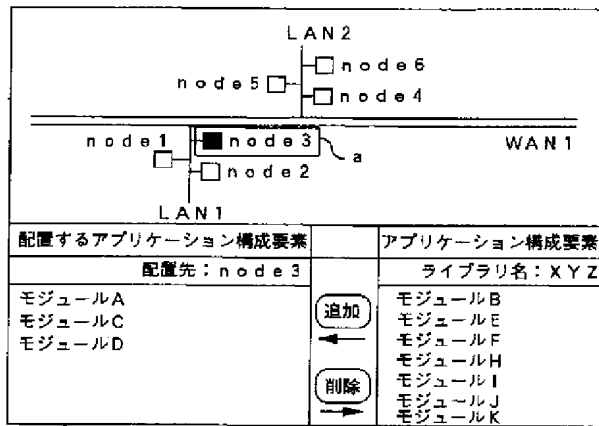 LAN2
node6
node5
node4
node1
node3
a
WAN1
node2
LAN1
配置するアプリケーション構成要素
アプリケーション構成要素
配置先：node3
ライブラリ名：XYZ
モジュールA
モジュールC
モジュールD
追加
削除
モジュールB
モジュールE
モジュールF
モジュールH
モジュールI
モジュールJ
モジュールK